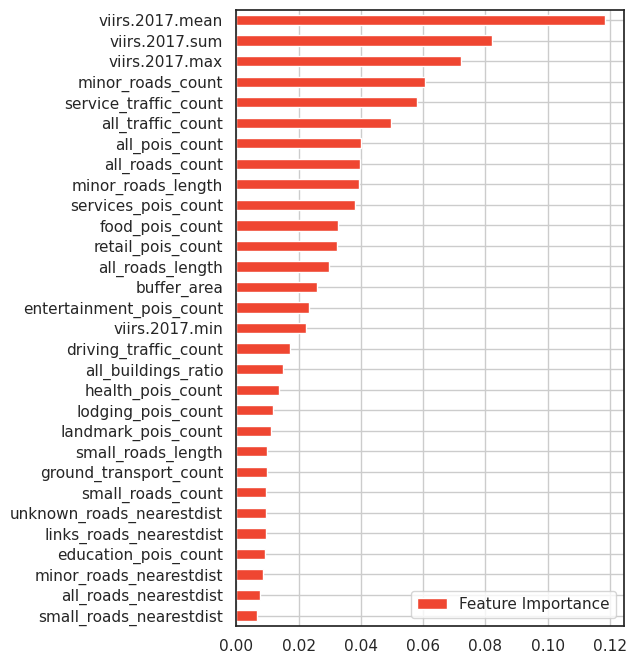 viirs.2017.mean
viirs.2017.sum
viirs.2017.max
minor_roads_count
service_traffic_count
all_traffic_count
all_pois_count
all_roads_count
minor_roads_length
services_pois_count
food_pois_count
retail_pois_count
all_roads_length
buffer_area
entertainment_pois_count
viirs.2017.min
driving_traffic_count
all_buildings_ratio
health_pois_count
lodging_pois_count
landmark_pois_count
small_roads_length
ground_transport_count
small_roads_count
unknown_roads_nearestdist
links_roads_nearestdist
education_pois_count
minor_roads_nearestdist
all_roads_nearestdist
small_roads_nearestdist
Feature Importance
0.00 0.02 0.04 0.06 0.08 0.10 0.12